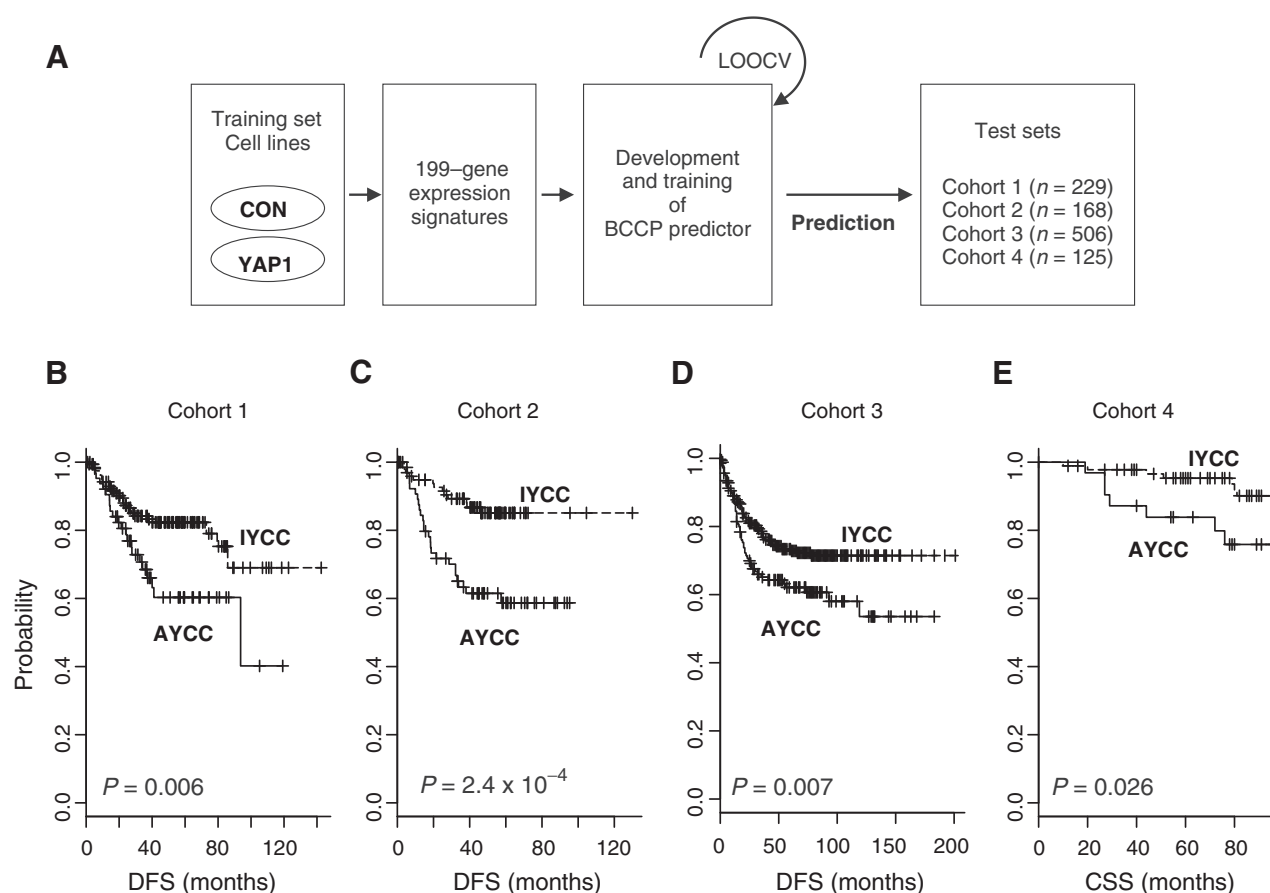 A
LOOCV
Training set
Cell lines
CON
YAP1
199–gene
expression
signatures
Development
and training
of
BCCP predictor
Prediction
Test sets
Cohort 1 (n = 229)
Cohort 2 (n = 168)
Cohort 3 (n = 506)
Cohort 4 (n = 125)
B
Cohort 1
Probability
1.0
0.8
0.6
0.4
0.2
0.0
IYCC
AYCC
P = 0.006
0 40 80 120
DFS (months)
C
Cohort 2
1.0
0.8
0.6
0.4
0.2
0.0
IYCC
AYCC
P = 2.4 x 10⁻⁴
0 40 80 120
DFS (months)
D
Cohort 3
1.0
0.8
0.6
0.4
0.2
0.0
IYCC
AYCC
P = 0.007
0 50 100 150 200
DFS (months)
E
Cohort 4
1.0
0.8
0.6
0.4
0.2
0.0
IYCC
AYCC
P = 0.026
0 20 40 60 80
CSS (months)